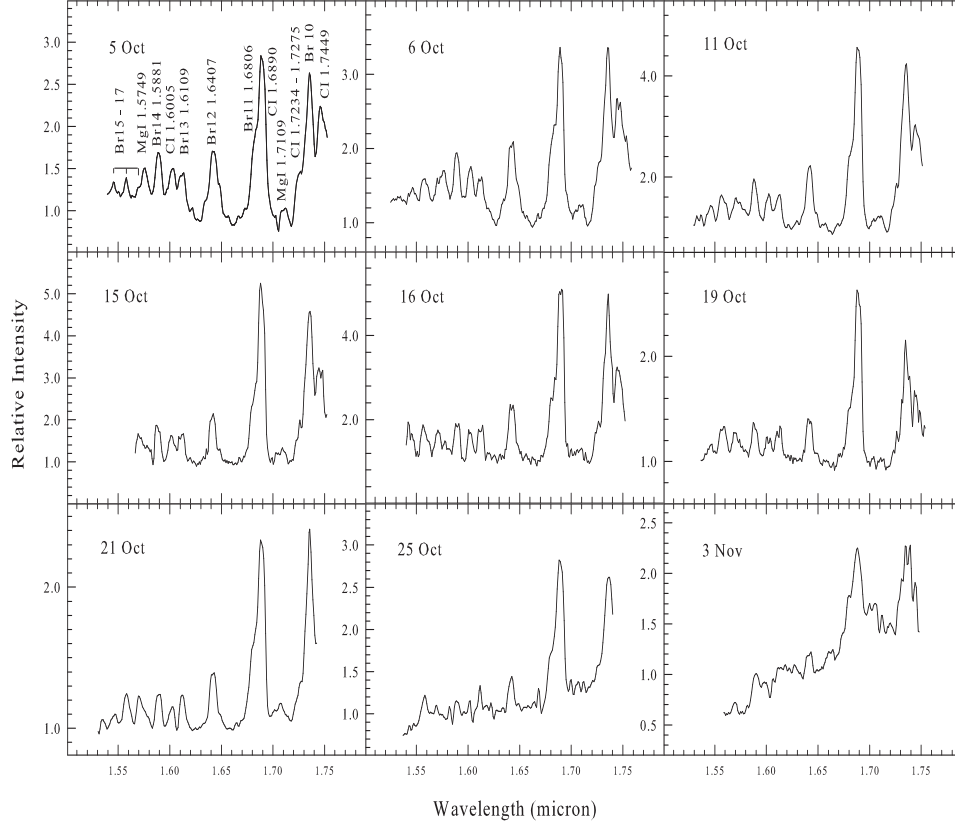 5 Oct
Br15 - 17
MgI 1.5749
Br14 1.5881
CI 1.6005
Br13 1.6109
Br12 1.6407
Br11 1.6806
CI 1.6890
MgI 1.7109
CI 1.7234 - 1.7275
Br 10
CI 1.7449
3.0
2.5
2.0
1.5
1.0
6 Oct
3.0
2.0
1.0
11 Oct
4.0
2.0
15 Oct
5.0
4.0
3.0
2.0
1.0
16 Oct
4.0
2.0
19 Oct
2.0
1.0
21 Oct
2.0
1.0
25 Oct
3.0
2.5
2.0
1.5
1.0
3 Nov
2.5
2.0
1.5
1.0
0.5
Relative Intensity
1.55 1.60 1.65 1.70 1.75
1.55 1.60 1.65 1.70 1.75
1.55 1.60 1.65 1.70 1.75
Wavelength (micron)